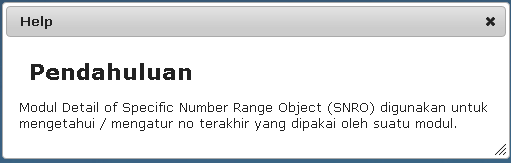 Help
Pendahuluan
Modul Detail of Specific Number Range Object (SNRO) digunakan untuk
mengetahui / mengatur no terakhir yang dipakai oleh suatu modul.